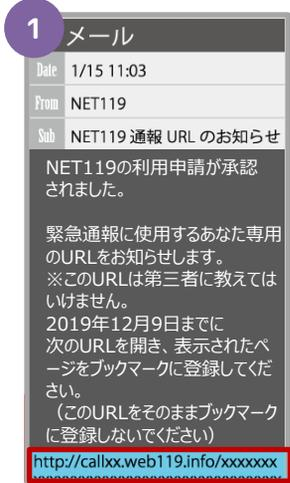 1
メール
Date 1/15 11:03
From NET119
Sub NET119 通報 URL のお知らせ
NET119の利用申請が承認
されました。
緊急通報に使用するあなた専用
のURLをお知らせします。
※このURLは第三者に教えては
いけません。
2019年12月9日までに
次のURLを開き、表示されたペ
ージをブックマークに登録してくだ
さい。
（このURLをそのままブックマーク
に登録しないでください）
http://callxx.web119.info/xxxxxxx